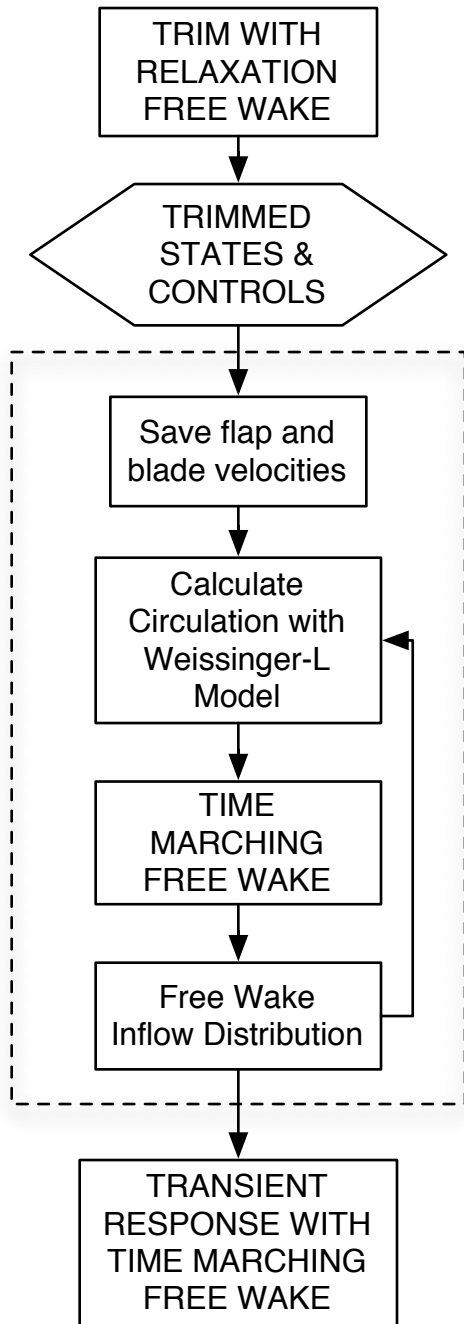 TRIM WITH
RELAXATION
FREE WAKE
TRIMMED
STATES &
CONTROLS
Save flap and
blade velocities
Calculate
Circulation with
Weissinger-L
Model
TIME
MARCHING
FREE WAKE
Free Wake
Inflow Distribution
TRANSIENT
RESPONSE WITH
TIME MARCHING
FREE WAKE